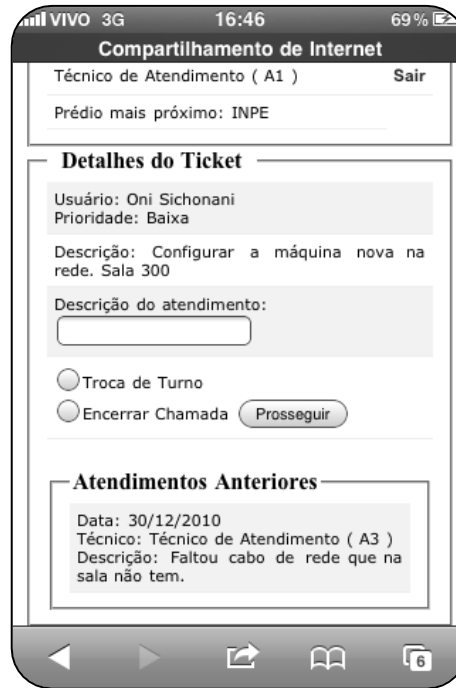 VIVO 3G 16:46 69%
Compartilhamento de Internet
Técnico de Atendimento ( A1 ) Sair
Prédio mais próximo: INPE
Detalhes do Ticket
Usuário: Oni Sichonani
Prioridade: Baixa
Descrição: Configurar a máquina nova na
rede. Sala 300
Descrição do atendimento:
Troca de Turno
Encerrar Chamada Prosseguir
Atendimentos Anteriores
Data: 30/12/2010
Técnico: Técnico de Atendimento ( A3 )
Descrição: Faltou cabo de rede que na
sala não tem.
6